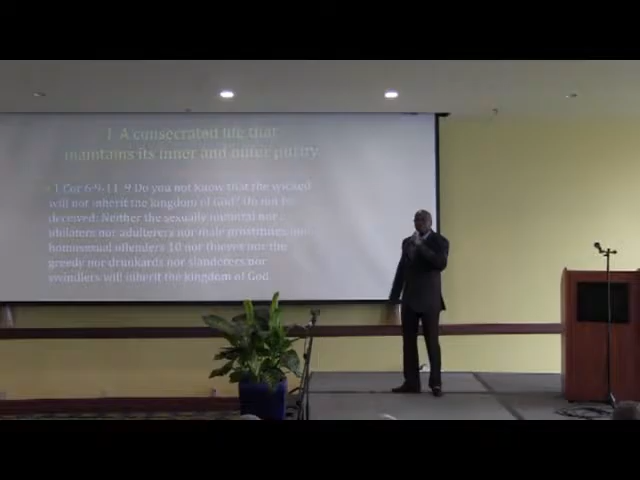 1 A consecrated life that
maintains its inner and outer purity.
1 Cor 6:9-11 9 Do you not know that the wicked
will not inherit the kingdom of God? Do not be
deceived: Neither the sexually immoral nor
idolaters nor adulterers nor male prostitutes nor
homosexual offenders 10 nor thieves nor the
greedy nor drunkards nor slanderers nor
swindlers will inherit the kingdom of God.